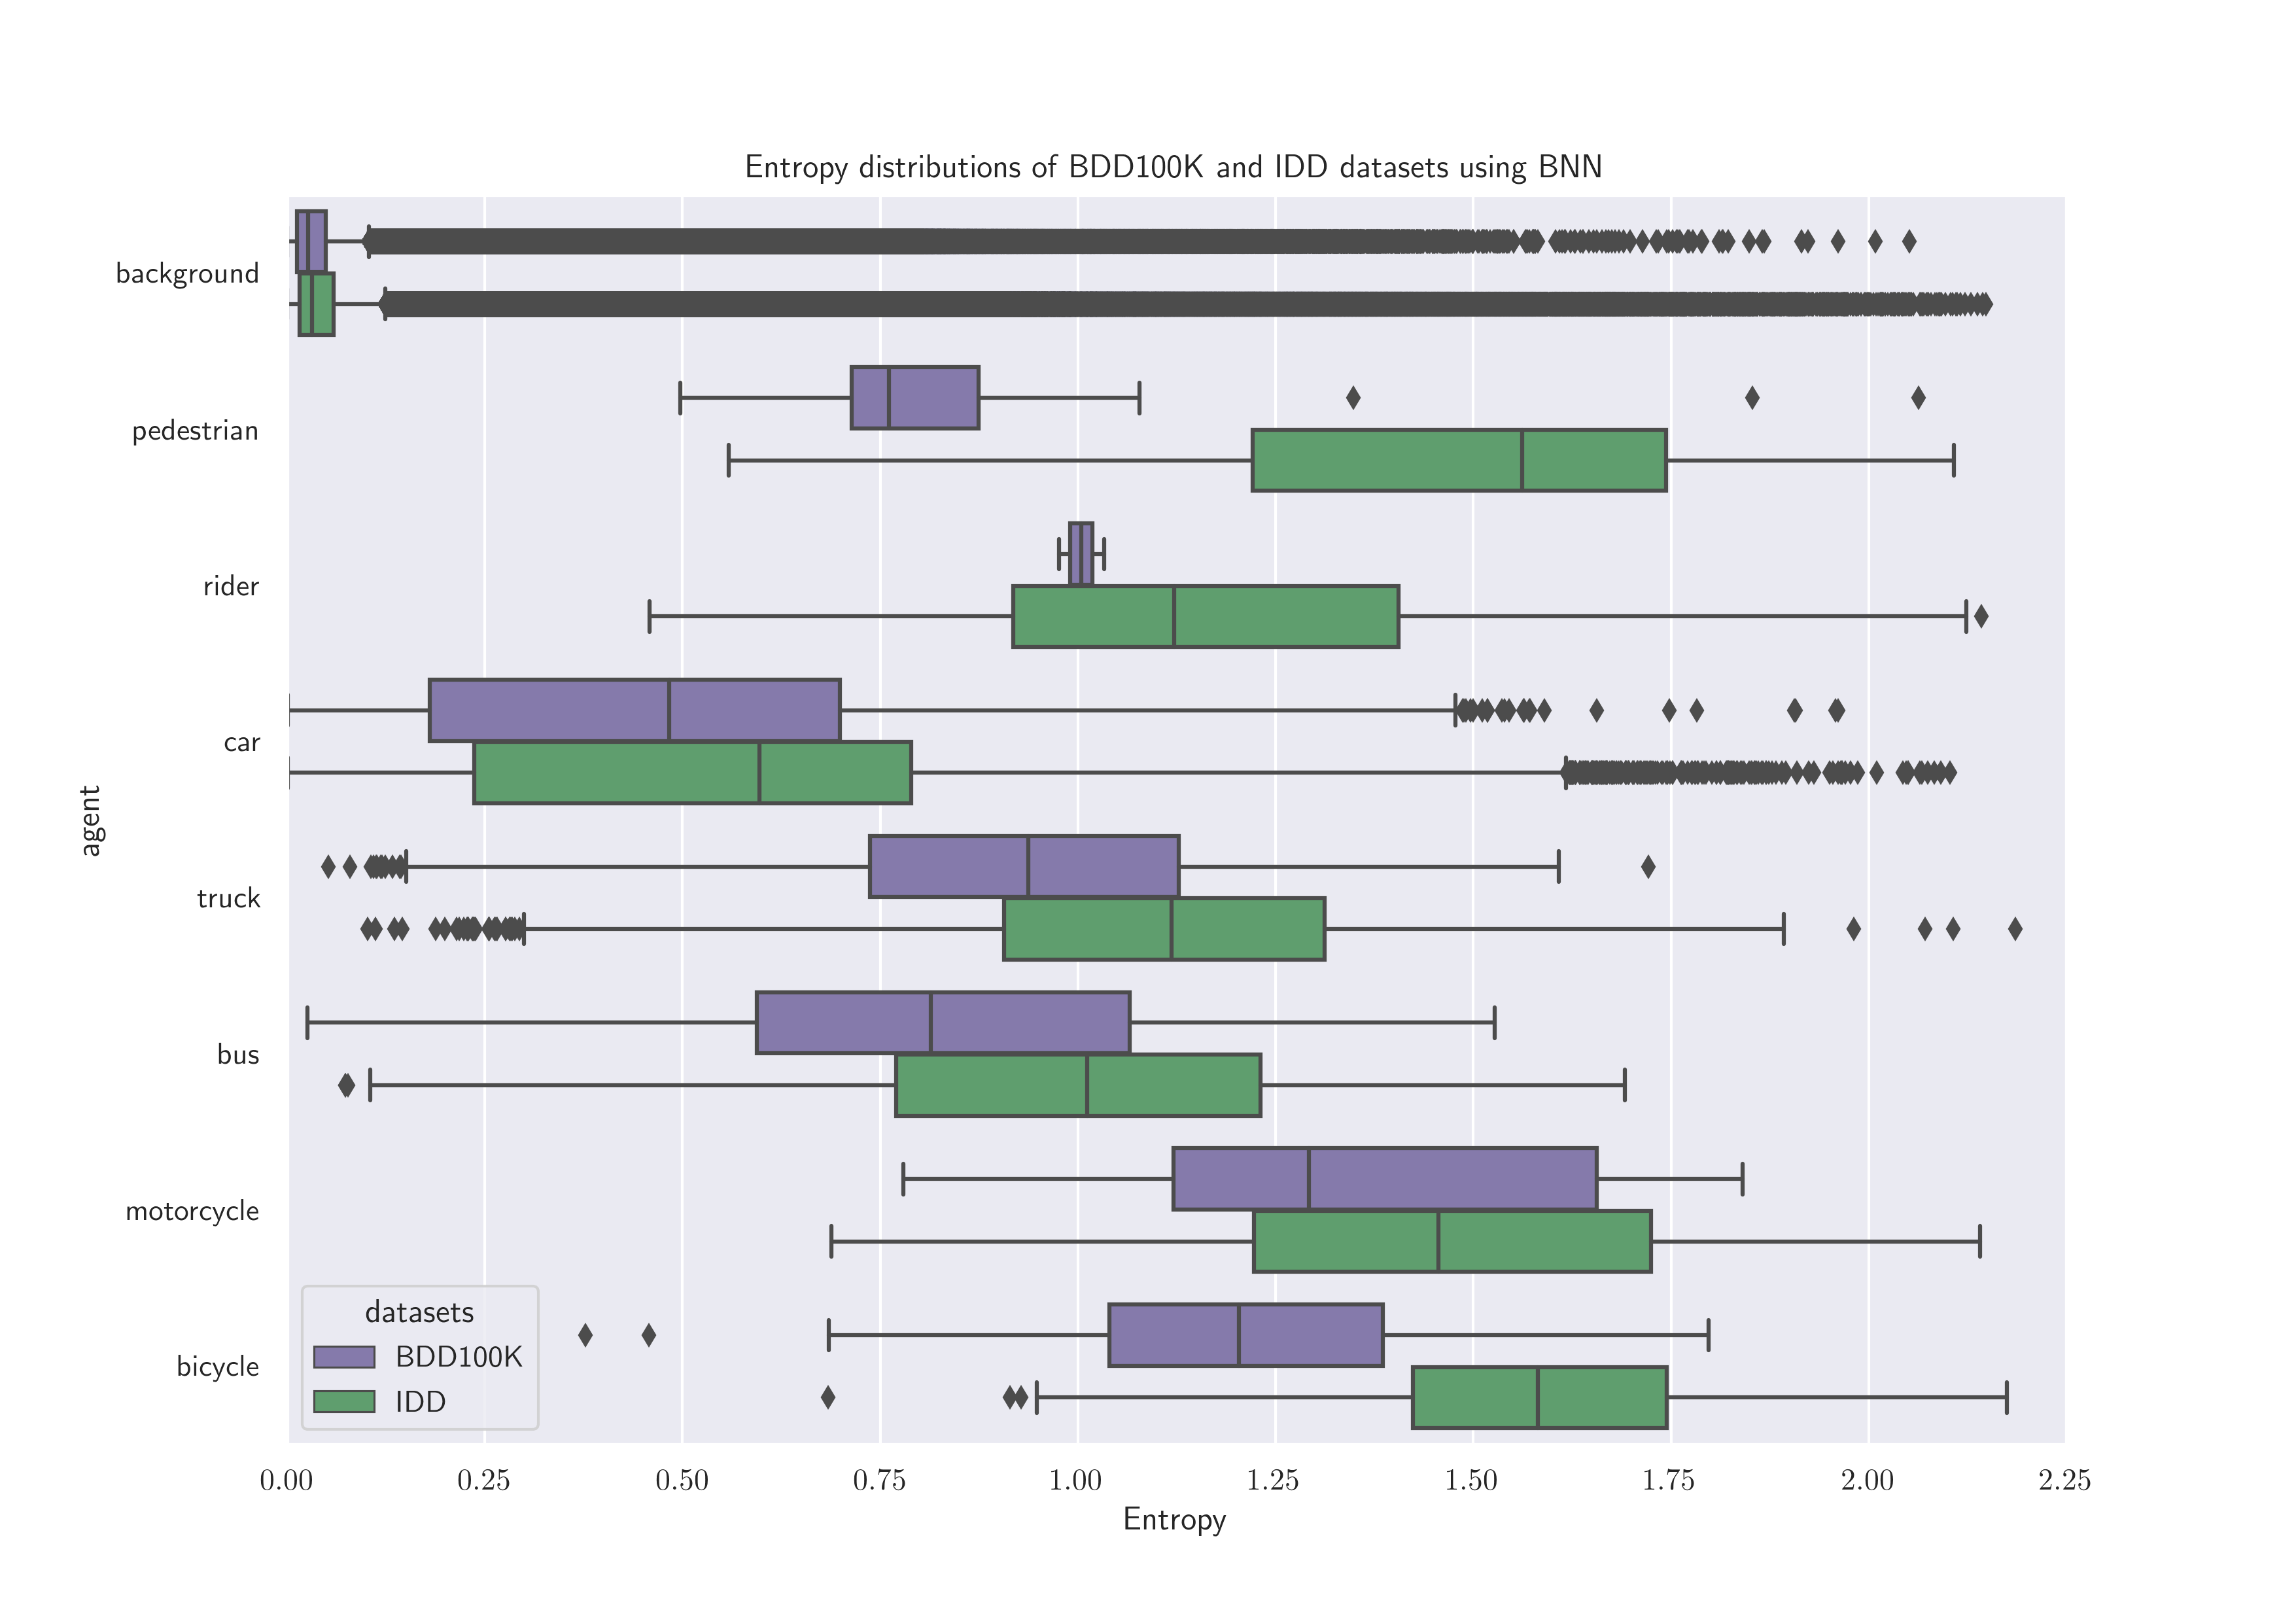 Entropy distributions of BDD100K and IDD datasets using BNN
background
pedestrian
rider
car
agent
truck
bus
motorcycle
bicycle
datasets
BDD100K
IDD
0.00 0.25 0.50 0.75 1.00 1.25 1.50 1.75 2.00 2.25
Entropy